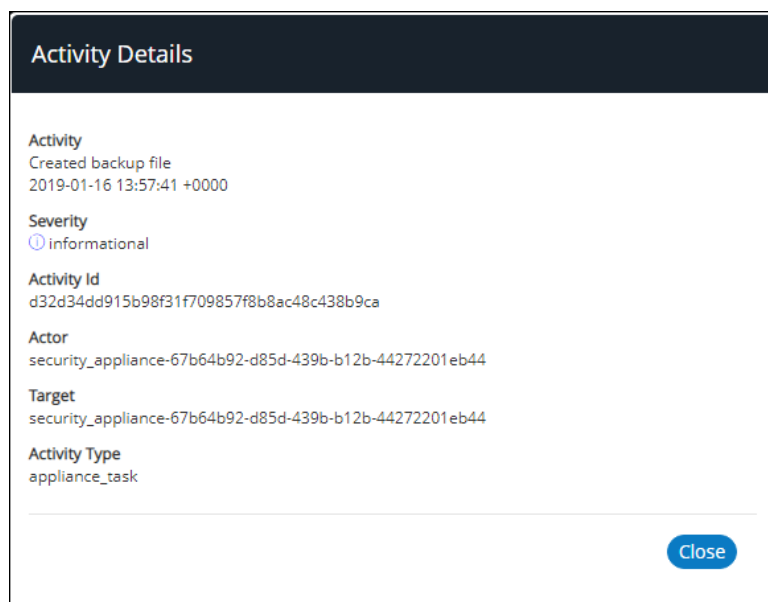 Activity Details
Activity
Created backup file
2019-01-16 13:57:41 +0000
Severity
informational
Activity Id
d32d34dd915b98f31f709857f8b8ac48c438b9ca
Actor
security_appliance-67b64b92-d85d-439b-b12b-44272201eb44
Target
security_appliance-67b64b92-d85d-439b-b12b-44272201eb44
Activity Type
appliance_task
Close